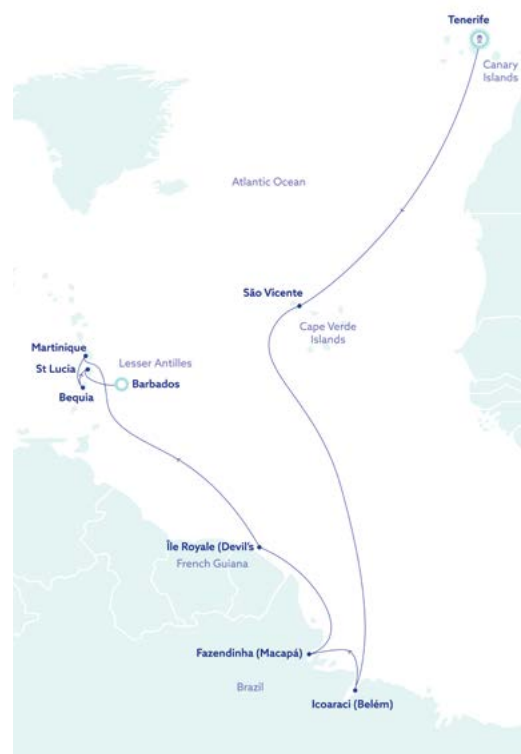 Tenerife
Canary
Islands
Atlantic Ocean
São Vicente
Cape Verde
Islands
Martinique
Lesser Antilles
St Lucia
Barbados
Bequia
Île Royale (Devil's
French Guiana
Fazendinha (Macapá)
Brazil
Icoaraci (Belém)